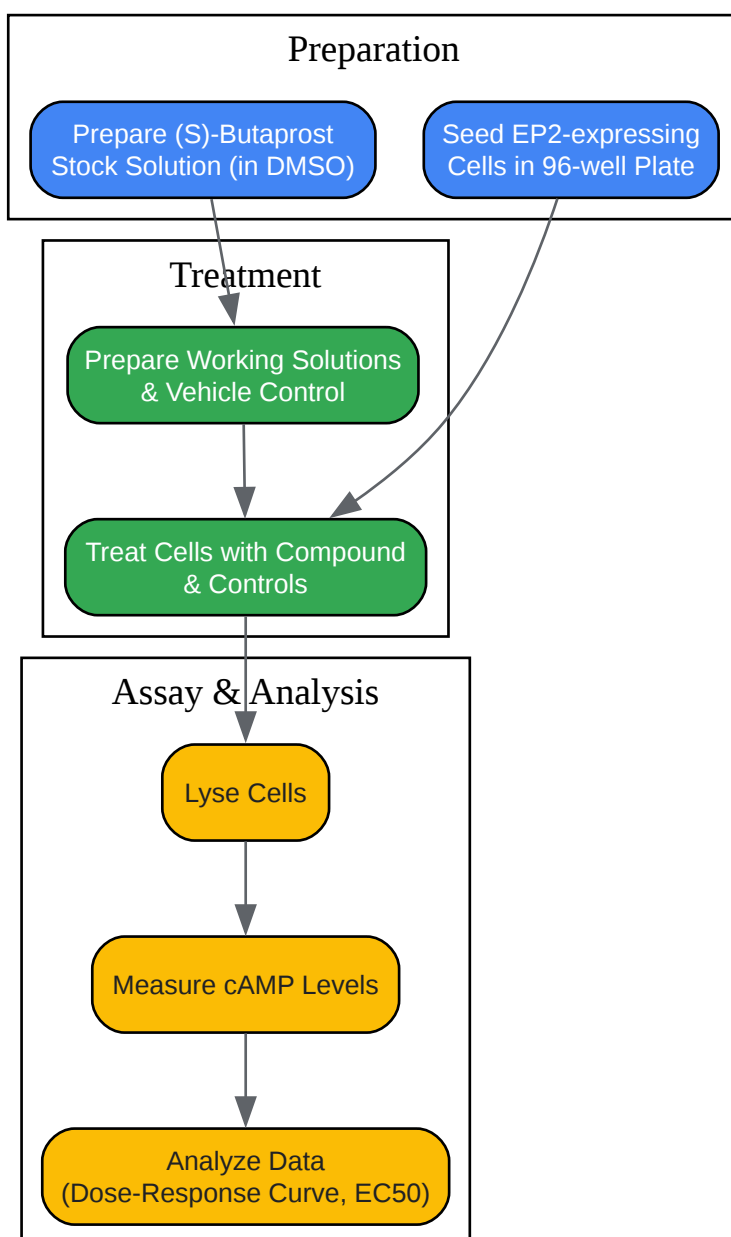 Preparation
Prepare (S)-Butaprost
Stock Solution (in DMSO)
Seed EP2-expressing
Cells in 96-well Plate
Treatment
Prepare Working Solutions
& Vehicle Control
Treat Cells with Compound
& Controls
Assay & Analysis
Lyse Cells
Measure cAMP Levels
Analyze Data
(Dose-Response Curve, EC50)